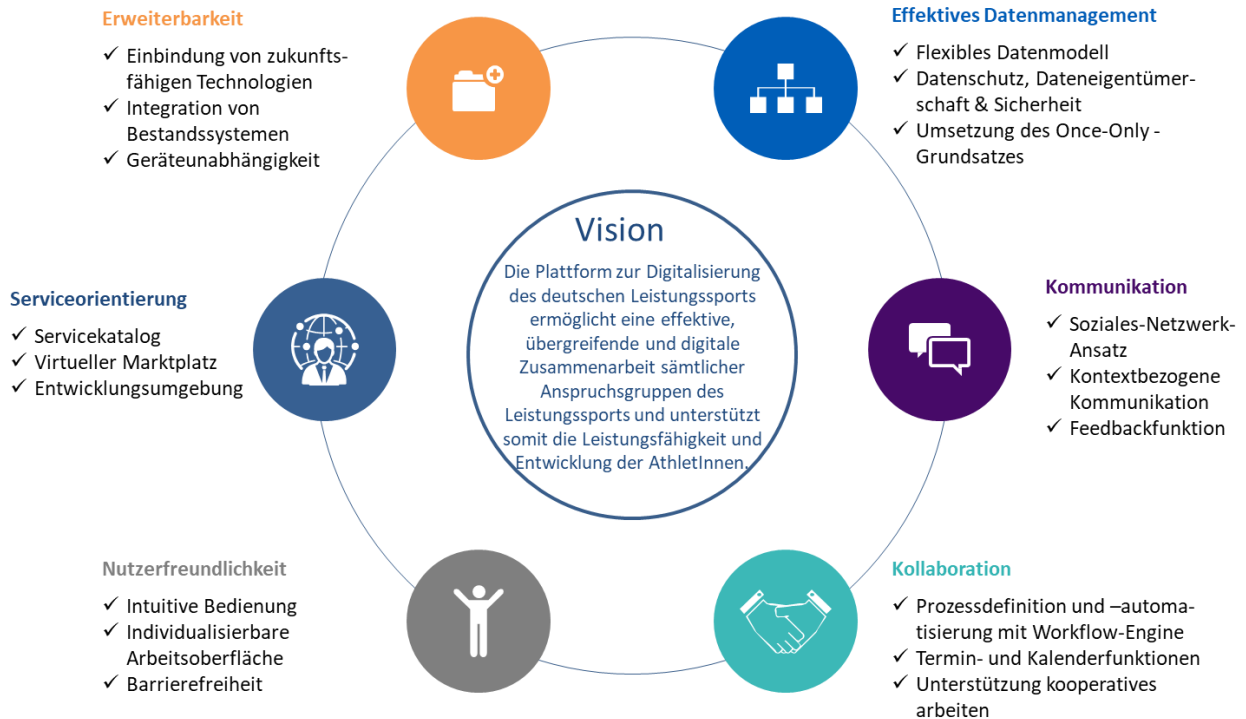 Erweiterbarkeit
✓ Einbindung von zukunfts-
fähigen Technologien
✓ Integration von
Bestandssystemen
✓ Geräteunabhängigkeit
Effektives Datenmanagement
✓ Flexibles Datenmodell
✓ Datenschutz, Dateneigentümer-
schaft & Sicherheit
✓ Umsetzung des Once-Only -
Grundsatzes
Vision
Die Plattform zur Digitalisierung
des deutschen Leistungssports
ermöglicht eine effektive,
übergreifende und digitale
Zusammenarbeit sämtlicher
Anspruchsgruppen des
Leistungssports und unterstützt
somit die Leistungsfähigkeit und
Entwicklung der AthletInnen.
Serviceorientierung
✓ Servicekatalog
✓ Virtueller Marktplatz
✓ Entwicklungsumgebung
Kommunikation
✓ Soziales-Netzwerk-
Ansatz
✓ Kontextbezogene
Kommunikation
✓ Feedbackfunktion
Nutzerfreundlichkeit
✓ Intuitive Bedienung
✓ Individualisierbare
Arbeitsoberfläche
✓ Barrierefreiheit
Kollaboration
✓ Prozessdefinition und –automa-
tisierung mit Workflow-Engine
✓ Termin- und Kalenderfunktionen
✓ Unterstützung kooperatives
arbeiten